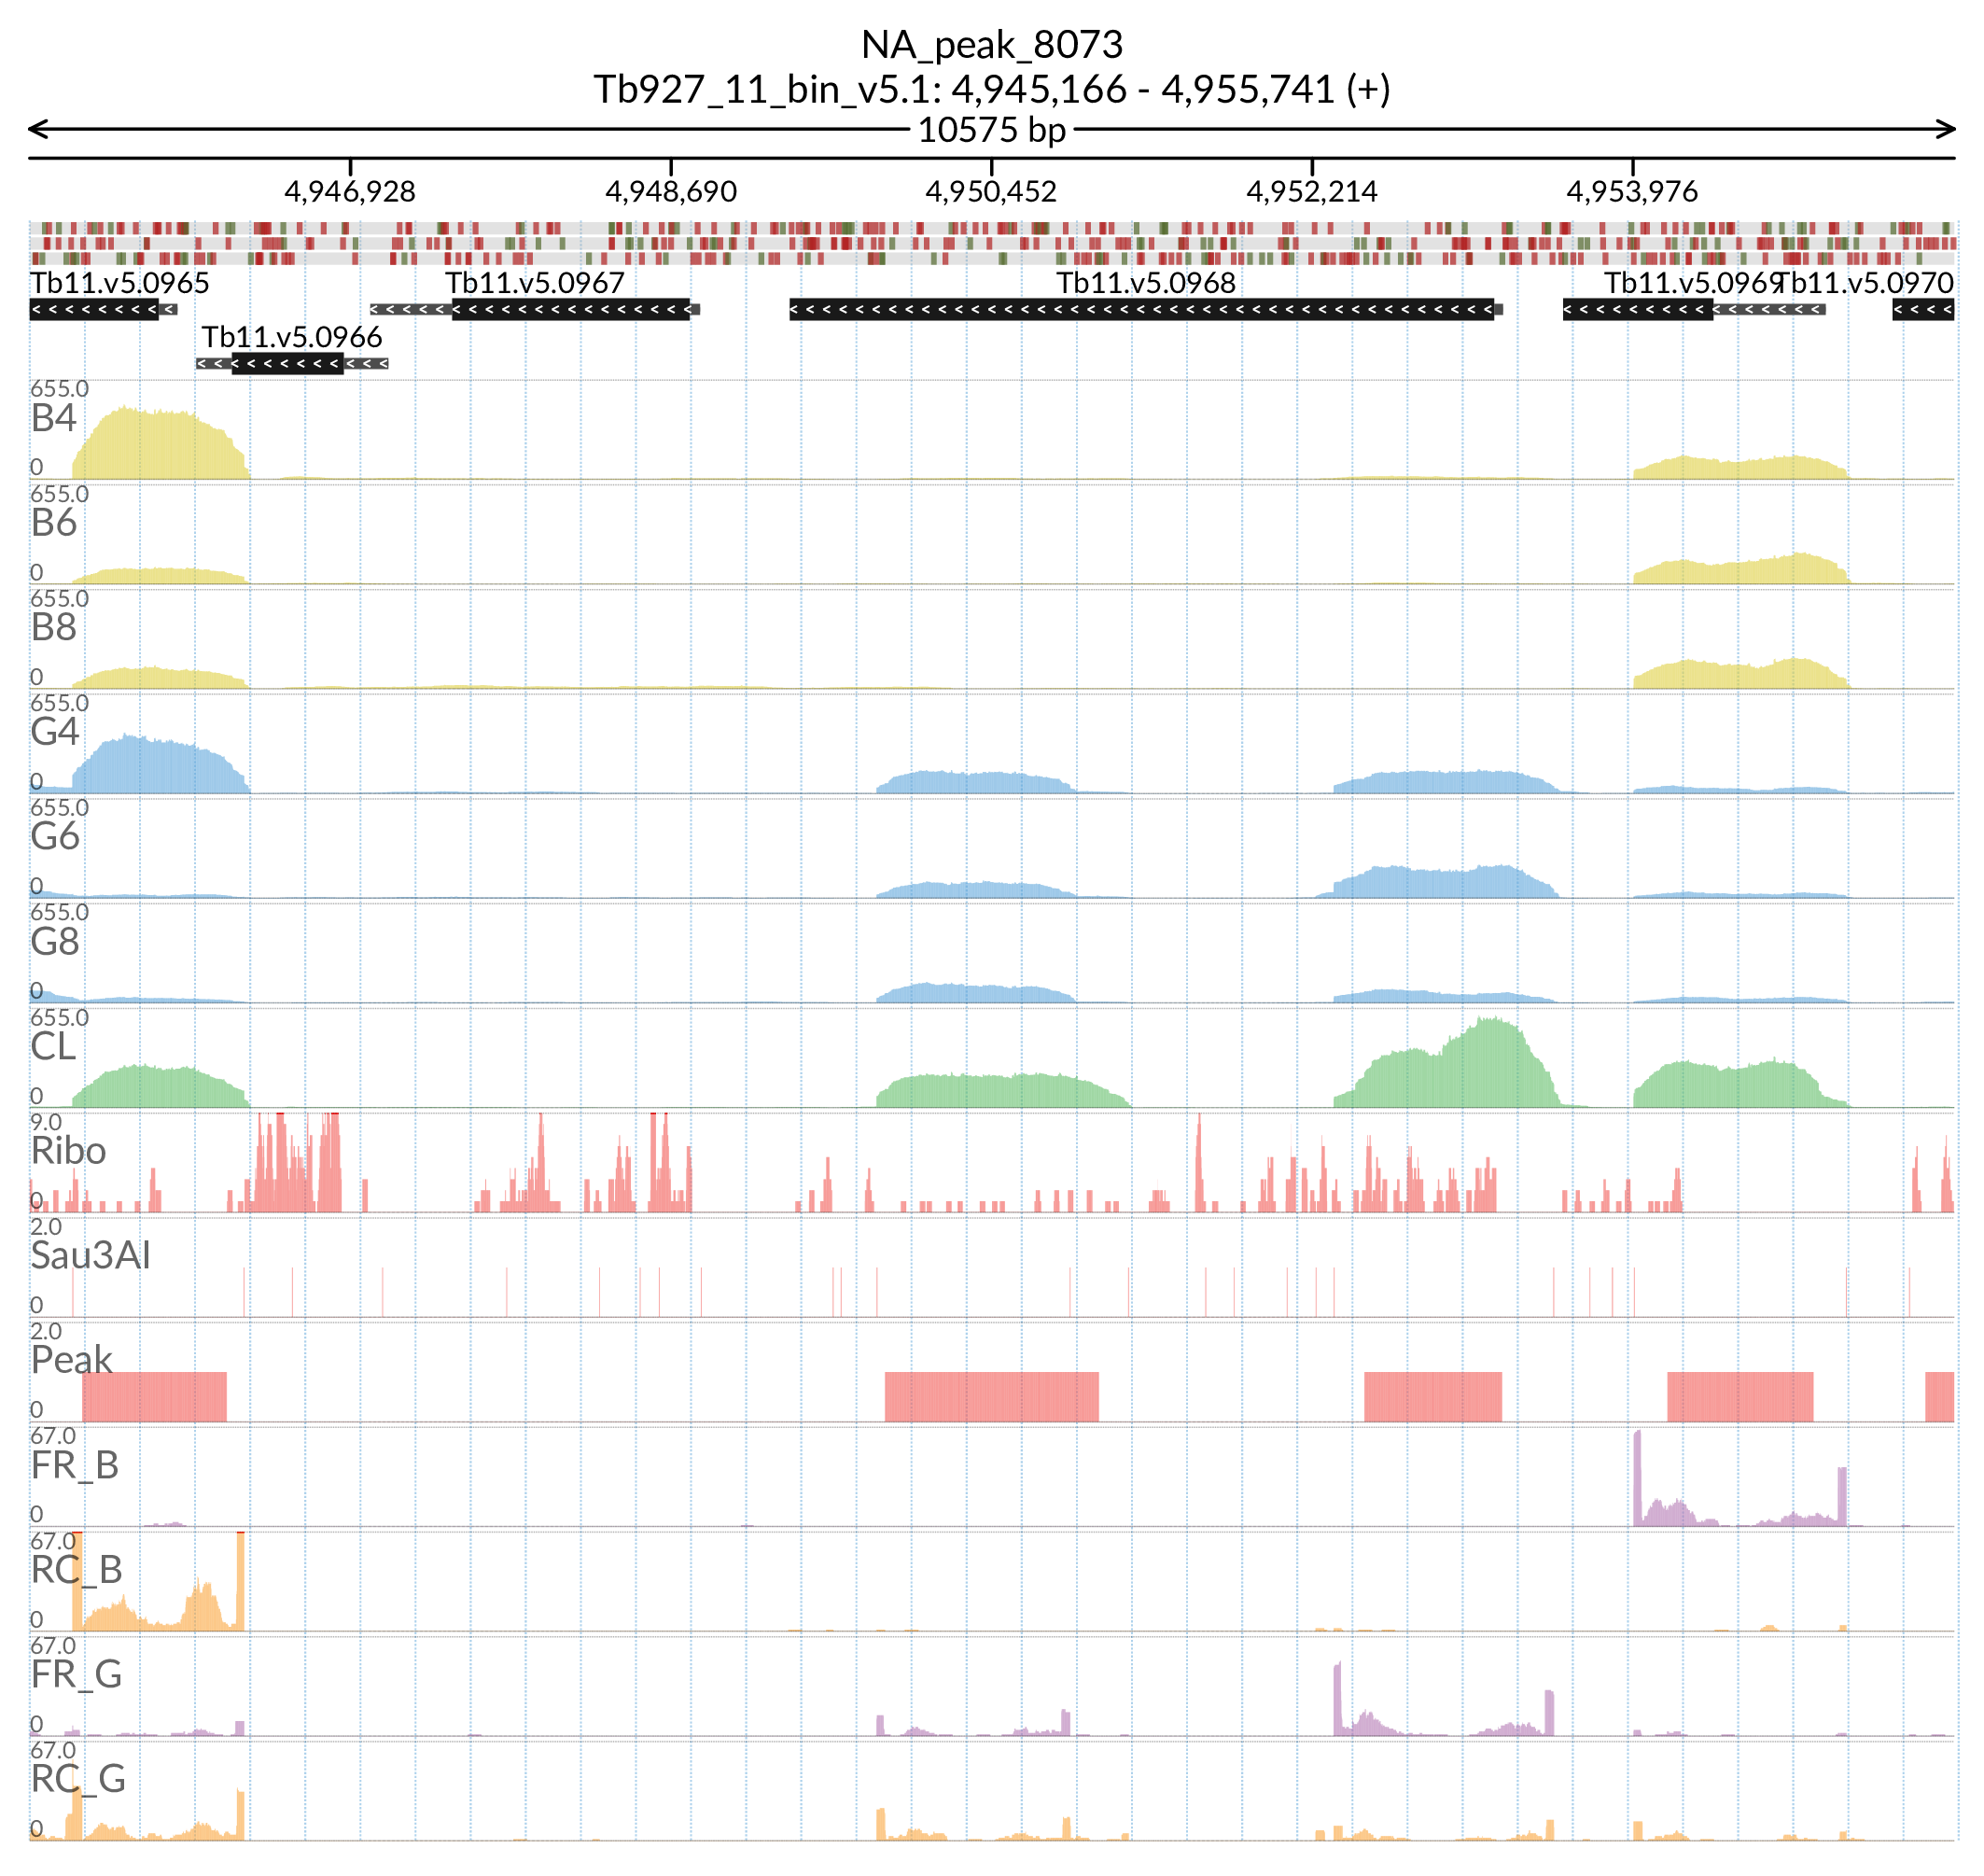 NA_peak_8073
Tb927_11_bin_v5.1: 4,945,166 - 4,955,741 (+)
10575 bp
4,946,928 4,948,690 4,950,452 4,952,214 4,953,976
Tb11.v5.0965 Tb11.v5.0967 Tb11.v5.0968 Tb11.v5.0969 Tb11.v5.0970
Tb11.v5.0966
655.0
B4
0
655.0
B6
0
655.0
B8
0
655.0
G4
0
655.0
G6
0
655.0
G8
0
655.0
CL
0
9.0
Ribo
0
2.0
Sau3AI
0
2.0
Peak
0
67.0
FR_B
0
67.0
RC_B
0
67.0
FR_G
0
67.0
RC_G
0